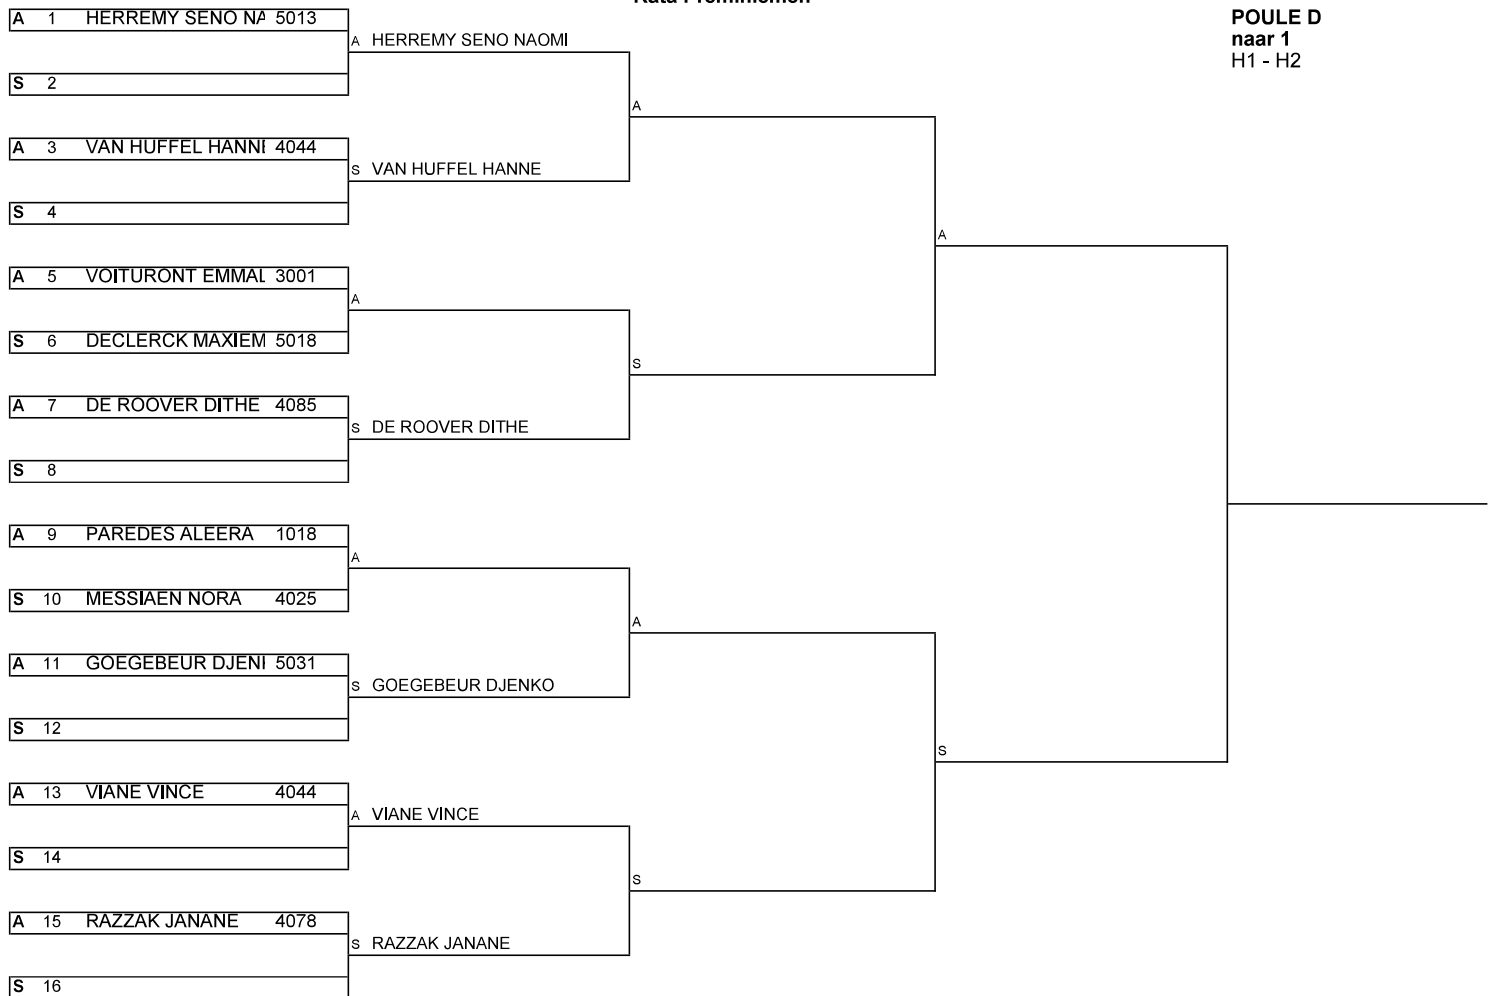 POULE D
naar 1
H1 - H2
A 1 HERREMY SENO NA 5013
A HERREMY SENO NAOMI
S 2
A
A 3 VAN HUFFEL HANNE 4044
S VAN HUFFEL HANNE
S 4
A
A 5 VOITURONT EMMAL 3001
A
S 6 DECLERCK MAXIEM 5018
S
A 7 DE ROOVER DITHE 4085
S DE ROOVER DITHE
S 8
A 9 PAREDES ALEERA 1018
A
S 10 MESSIAEN NORA 4025
A
A 11 GOEGEBEUR DJENI 5031
S GOEGEBEUR DJENKO
S 12
S
A 13 VIANE VINCE 4044
A VIANE VINCE
S 14
S
A 15 RAZZAK JANANE 4078
S RAZZAK JANANE
S 16